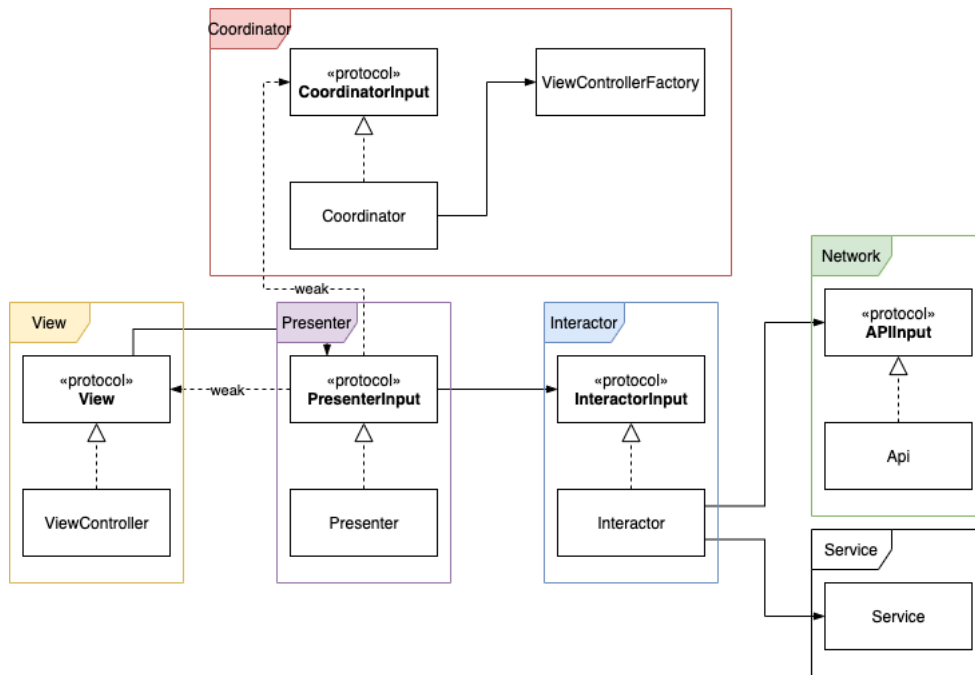 Coordinator
«protocol»
CoordinatorInput
ViewControllerFactory
Coordinator
Network
«protocol»
APIInput
Api
weak
View
«protocol»
View
ViewController
weak
Presenter
«protocol»
PresenterInput
Presenter
Interactor
«protocol»
InteractorInput
Interactor
Service
Service